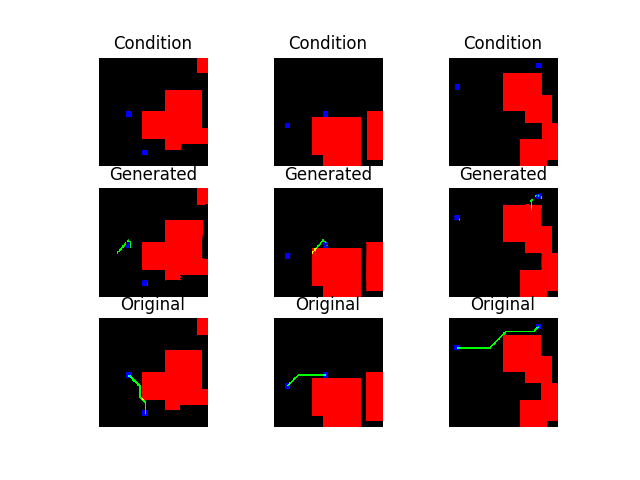 Condition Condition Condition
Generated Generated Generated
Original Original Original